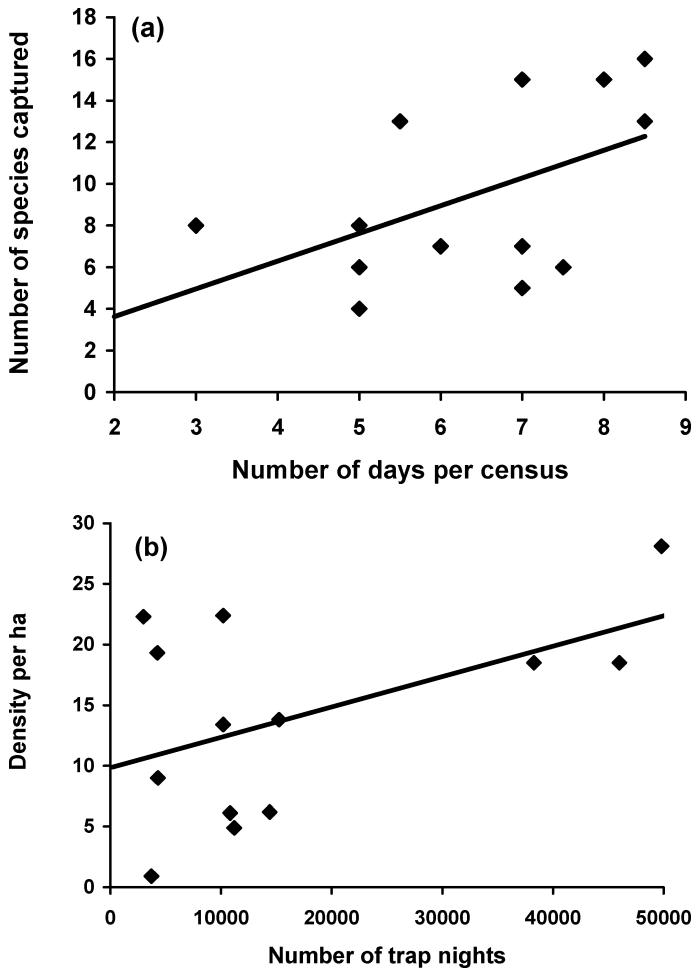 (a)
Number of species captured
18
16
14
12
10
8
6
4
2
0
2 3 4 5 6 7 8 9
Number of days per census
(b)
Density per ha
30
25
20
15
10
5
0
0 10000 20000 30000 40000 50000
Number of trap nights